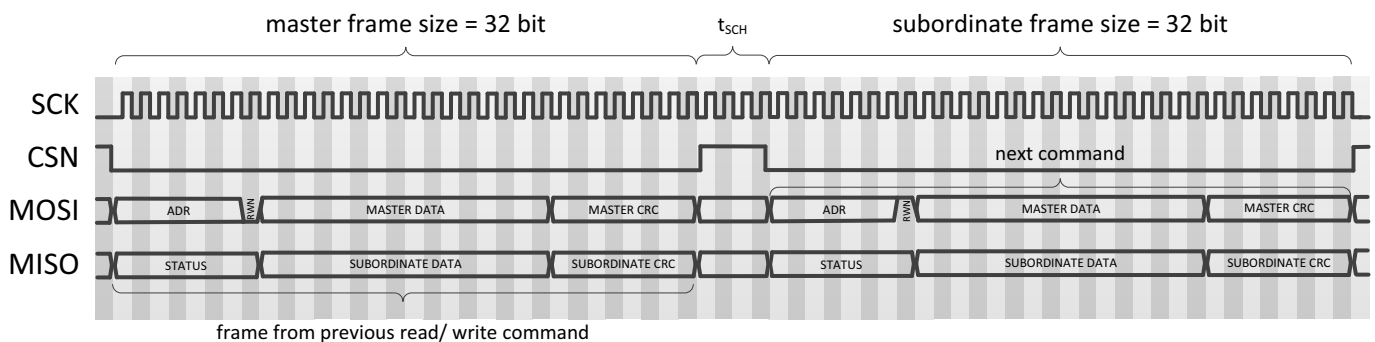 master frame size = 32 bit
tSCH
subordinate frame size = 32 bit
SCK
CSN
next command
MOSI
ADR
RWN
MASTER DATA
MASTER CRC
ADR
RWN
MASTER DATA
MASTER CRC
MISO
STATUS
SUBORDINATE DATA
SUBORDINATE CRC
STATUS
SUBORDINATE DATA
SUBORDINATE CRC
frame from previous read/ write command